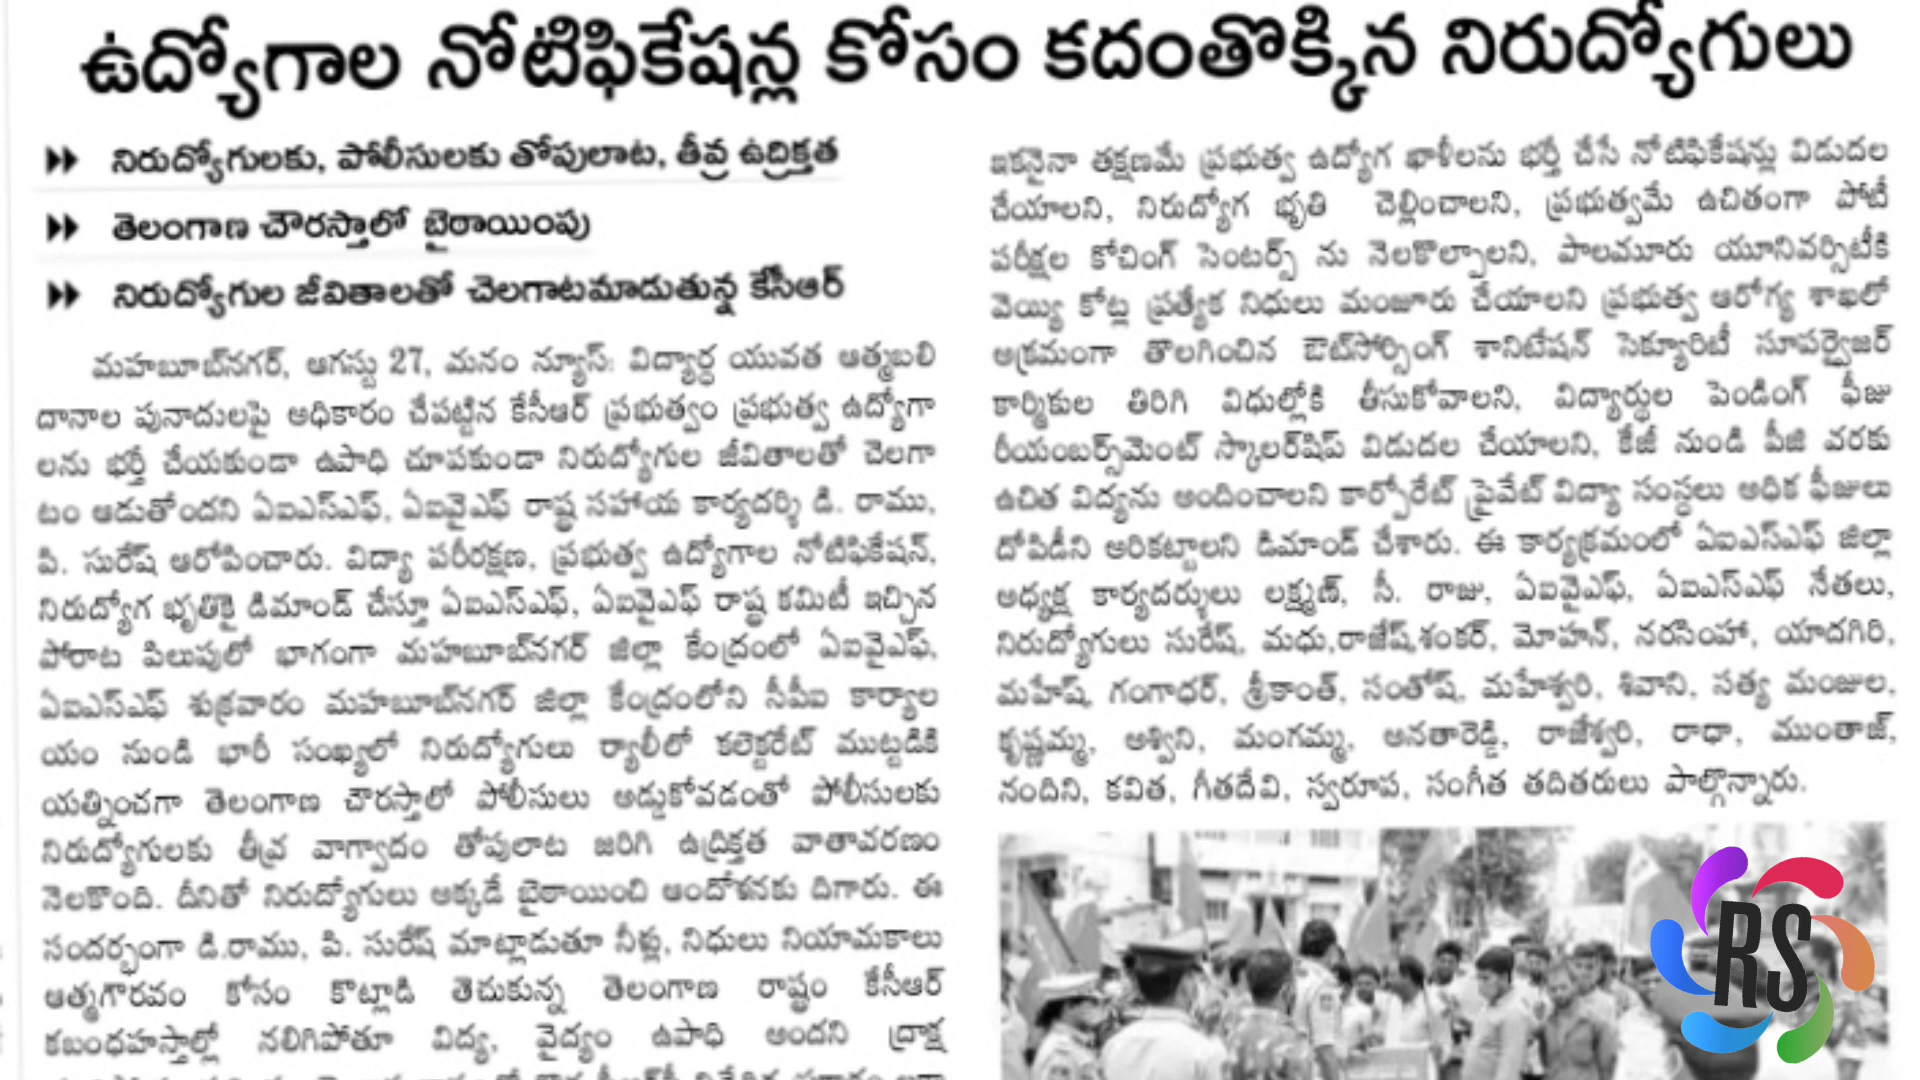 ఉద్యోగాల నోటిఫికేషన్ల కోసం కదంతొక్కిన నిరుద్యోగులు
నిరుద్యోగులకు, పోలీసులకు తోపులాట, తీవ్ర ఉద్రిక్తత
తెలంగాణ చౌరస్తాలో బైఠాయింపు
నిరుద్యోగుల జీవితాలతో చెలగాటమాడుతున్న కేసీఆర్
మహబూబ్‌నగర్, ఆగస్టు 27, మనం న్యూస్: విద్యార్థి యువత ఆత్మబలి
దానాల పునాదులపై అధికారం చేపట్టిన కేసీఆర్ ప్రభుత్వం ప్రభుత్వ ఉద్యోగా
లను భర్తీ చేయకుండా ఉపాధి చూపకుండా నిరుద్యోగుల జీవితాలతో చెలగా
టం ఆడుతోందని ఏఐఎస్ఎఫ్, ఏఐవైఎఫ్ రాష్ట్ర సహాయ కార్యదర్శి డి. రాము,
పి. సురేష్ ఆరోపించారు. విద్యా పరీరక్షణ, ప్రభుత్వ ఉద్యోగాల నోటిఫికేషన్,
నిరుద్యోగ భృతికై డిమాండ్ చేస్తూ ఏఐఎస్ఎఫ్, ఏఐవైఎఫ్ రాష్ట్ర కమిటీ ఇచ్చిన
పోరాట పిలుపులో భాగంగా మహబూబ్‌నగర్ జిల్లా కేంద్రంలో ఏఐవైఎఫ్,
ఏఐఎస్ఎఫ్ శుక్రవారం మహబూబ్‌నగర్ జిల్లా కేంద్రంలోని సీపీఐ కార్యాల
యం నుండి భారీ సంఖ్యలో నిరుద్యోగులు ర్యాలీలో కలెక్టరేట్ ముట్టడికి
యత్నించగా తెలంగాణ చౌరస్తాలో పోలీసులు అడ్డుకోవడంతో పోలీసులకు
నిరుద్యోగులకు తీవ్ర వాగ్వాదం తోపులాట జరిగి ఉద్రిక్తత వాతావరణం
నెలకొంది. దీనితో నిరుద్యోగులు అక్కడే బైఠాయించి ఆందోళనకు దిగారు. ఈ
సందర్భంగా డి.రాము, పి. సురేష్ మాట్లాడుతూ నీళ్లు, నిధులు నియామకాలు
ఆత్మగౌరవం కోసం కొట్లాడి తెచుకున్న తెలంగాణ రాష్ట్రం కేసీఆర్
కబంధహస్తాల్లో నలిగిపోతూ విద్య, వైద్యం ఉపాధి అందని ద్రాక్ష
ఇకనైనా తక్షణమే ప్రభుత్వ ఉద్యోగ ఖాళీలను భర్తీ చేసే నోటిఫికేషన్లు విడుదల
చేయాలని, నిరుద్యోగ భృతి చెల్లించాలని, ప్రభుత్వమే ఉచితంగా పోటీ
పరీక్షల కోచింగ్ సెంటర్స్ ను నెలకొల్పాలని, పాలమూరు యూనివర్సిటీకి
వెయ్యి కోట్ల ప్రత్యేక నిధులు మంజూరు చేయాలని ప్రభుత్వ ఆరోగ్య శాఖలో
అక్రమంగా తొలగించిన ఔట్‌సోర్సింగ్ శానిటేషన్ సెక్యూరిటీ సూపర్వైజర్
కార్మికుల తిరిగి విధుల్లోకి తీసుకోవాలని, విద్యార్థుల పెండింగ్ ఫీజు
రీయంబర్స్‌మెంట్ స్కాలర్‌షిప్ విడుదల చేయాలని, కేజీ నుండి పీజి వరకు
ఉచిత విద్యను అందించాలని కార్పోరేట్ ప్రైవేట్ విద్యా సంస్థలు అధిక ఫీజులు
దోపిడీని అరికట్టాలని డిమాండ్ చేశారు. ఈ కార్యక్రమంలో ఏఐఎస్ఎఫ్ జిల్లా
అధ్యక్ష కార్యదర్శులు లక్ష్మణ్, సీ. రాజు, ఏఐవైఎఫ్, ఏఐఎస్ఎఫ్ నేతలు,
నిరుద్యోగులు సురేష్, మధు,రాజేష్,శంకర్, మోహన్, నరసింహా, యాదగిరి,
మహేష్, గంగాధర్, శ్రీకాంత్, సంతోష్, మహేశ్వరి, శివాని, సత్య మంజుల,
కృష్ణమ్మ, అశ్విని, మంగమ్మ, అనతారెడ్డి, రాజేశ్వరి, రాధా, ముంతాజ్,
నందిని, కవిత, గీతదేవి, స్వరూప, సంగీత తదితరులు పాల్గొన్నారు.
RS